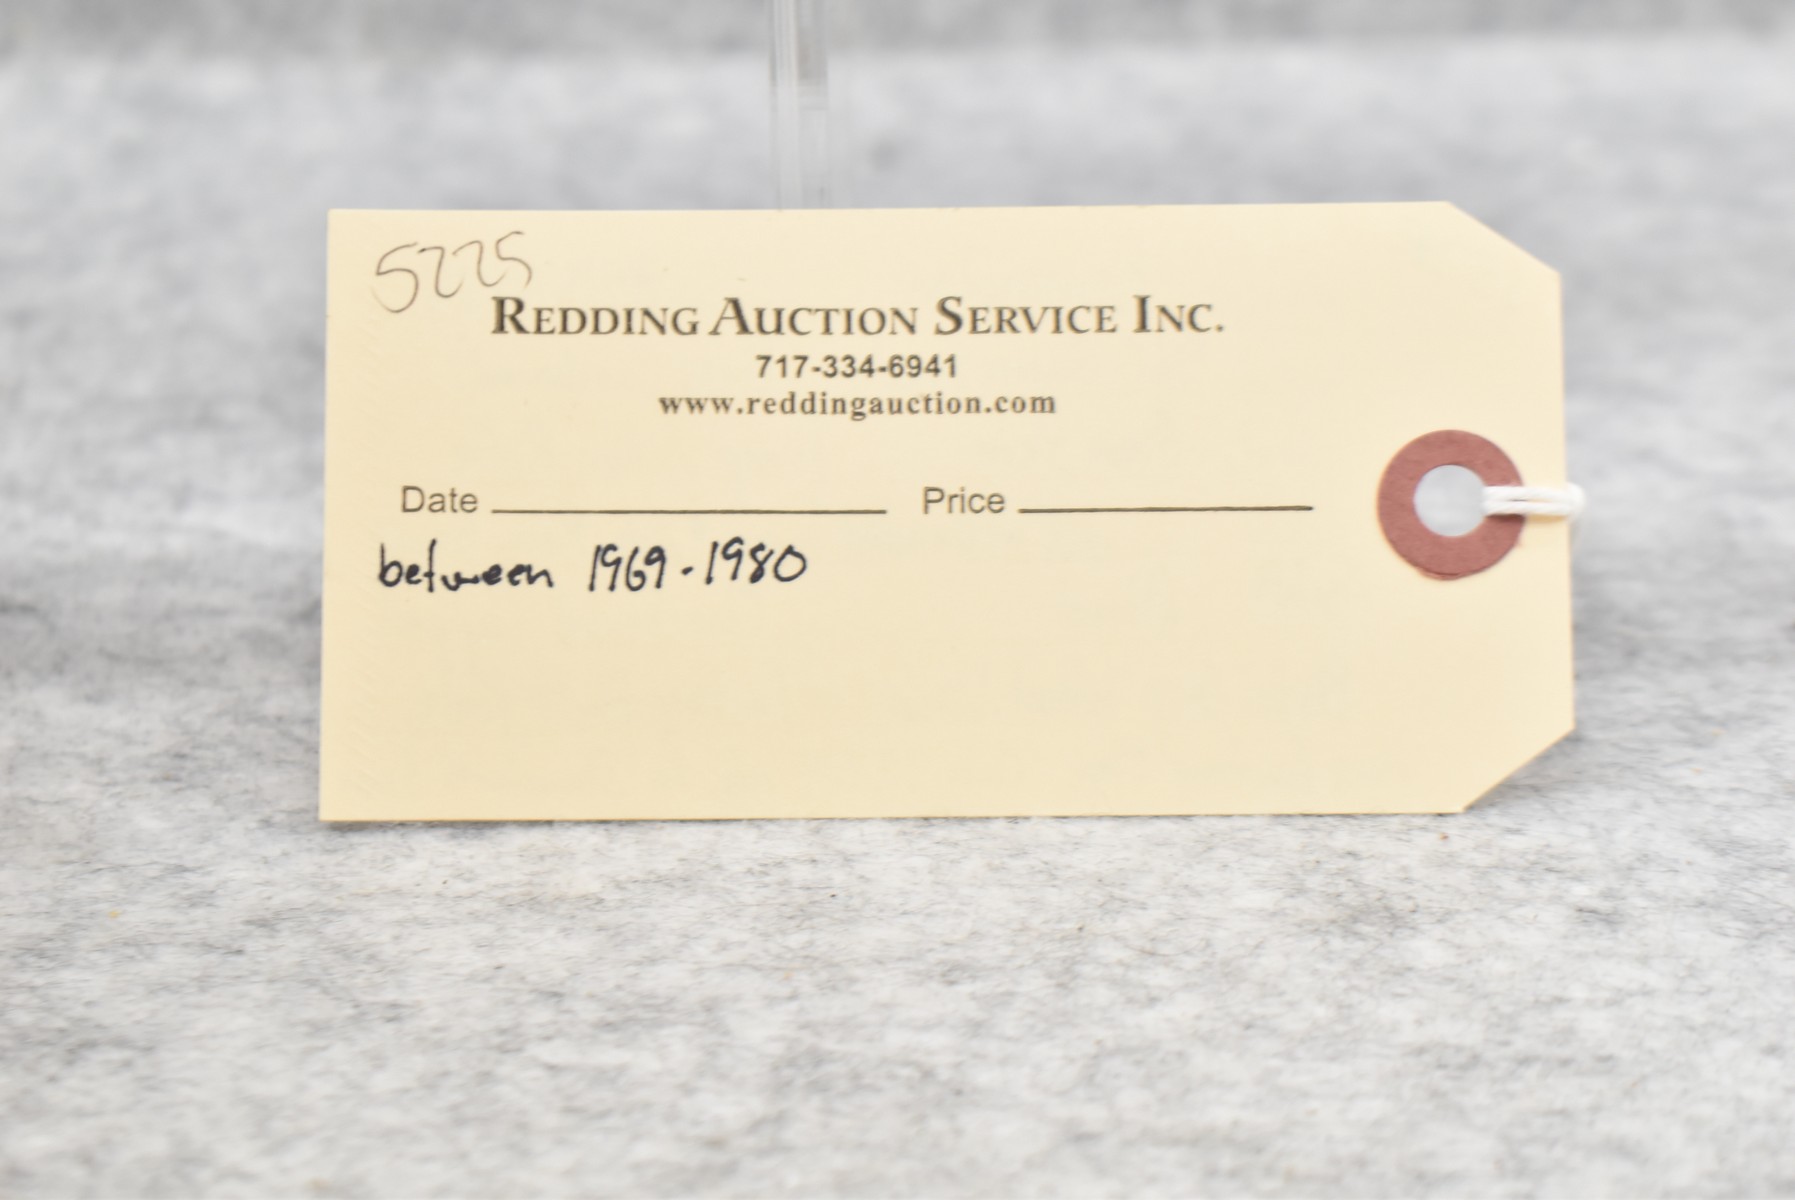 5225
REDDING AUCTION SERVICE INC.
717-334-6941
www.reddingauction.com
Date Price
between 1969-1980